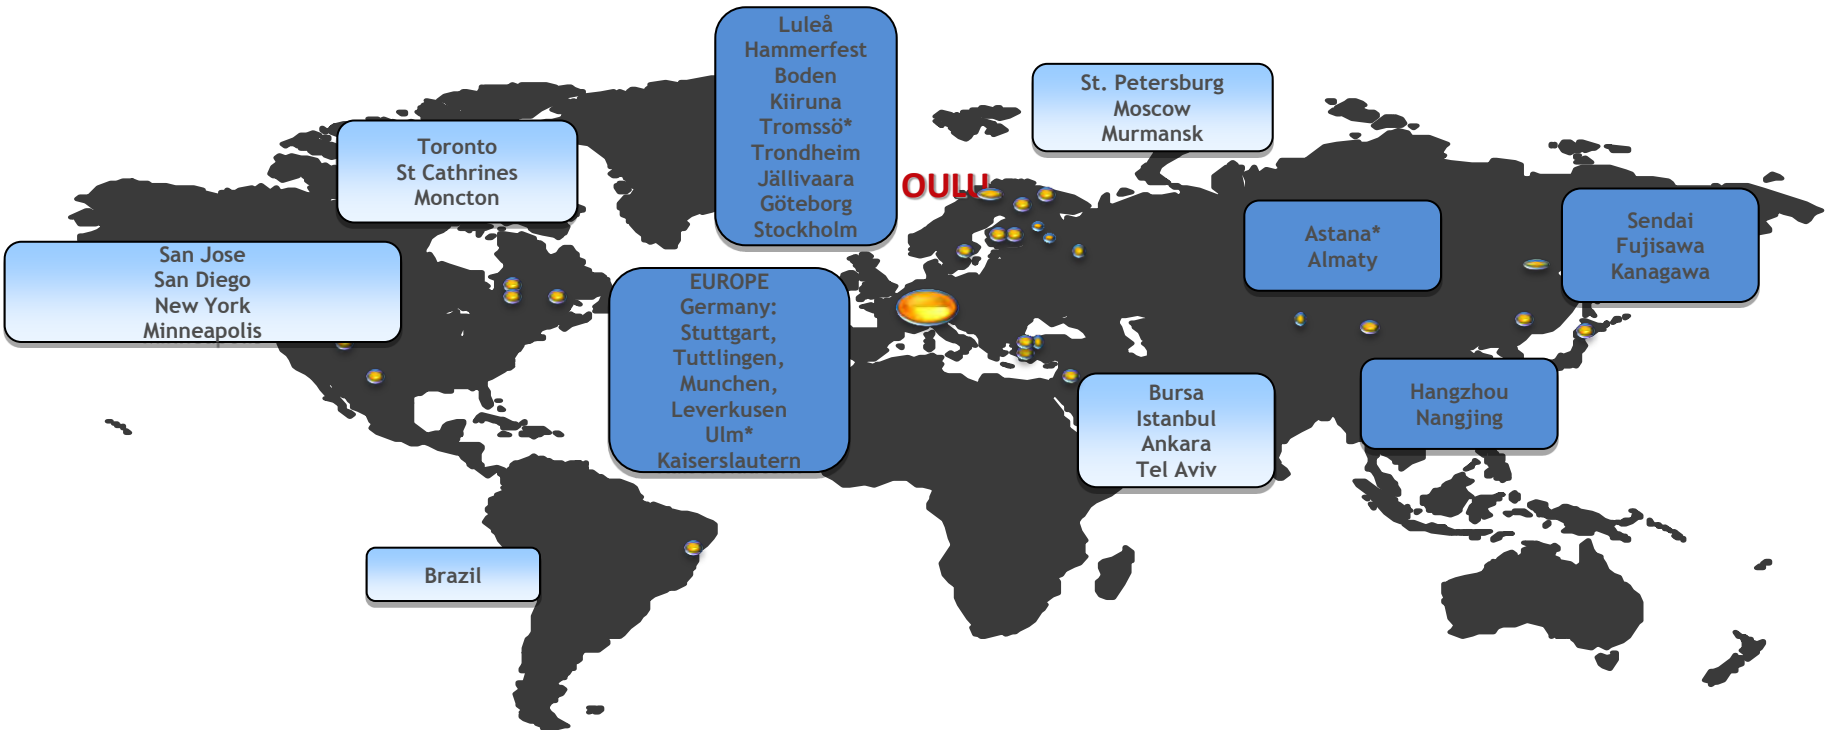 Luleå
Hammerfest
Boden
Kiiruna
Tromssö*
Trondheim
Jällivaara
Göteborg
Stockholm
St. Petersburg
Moscow
Murmansk
Toronto
St Cathrines
Moncton
OULU
San Jose
San Diego
New York
Minneapolis
EUROPE
Germany:
Stuttgart,
Tuttlingen,
Munchen,
Leverkusen
Ulm*
Kaiserslautern
Astana*
Almaty
Sendai
Fujisawa
Kanagawa
Bursa
Istanbul
Ankara
Tel Aviv
Hangzhou
Nangjing
Brazil